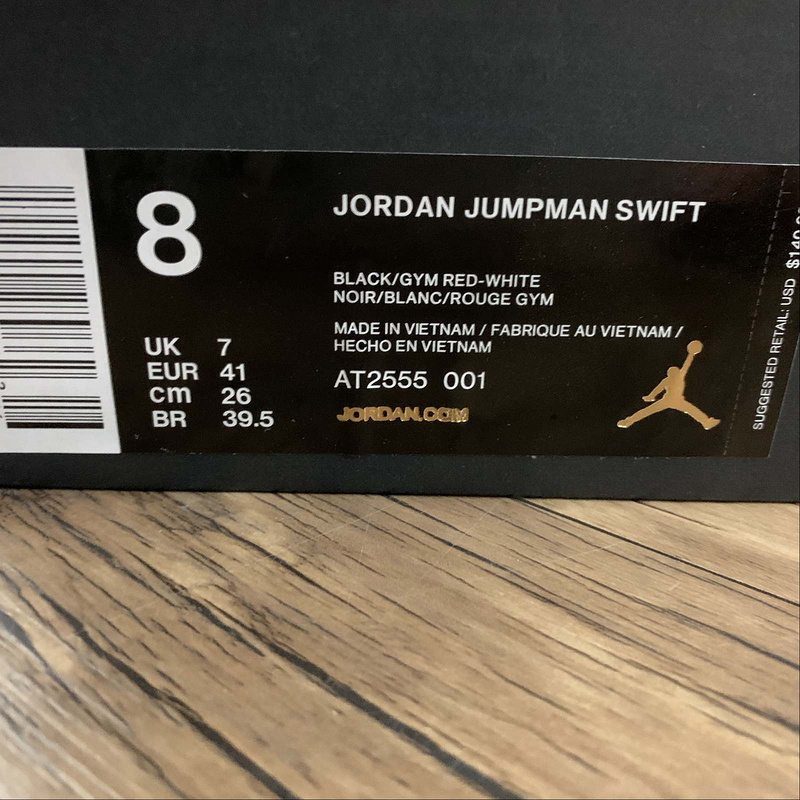 8
JORDAN JUMPMAN SWIFT
BLACK/GYM RED-WHITE
NOIR/BLANC/ROUGE GYM
MADE IN VIETNAM / FABRIQUE AU VIETNAM /
HECHO EN VIETNAM
AT2555 001
JORDAN.COM
UK 7
EUR 41
cm 26
BR 39.5
SUGGESTED RETAIL: USD